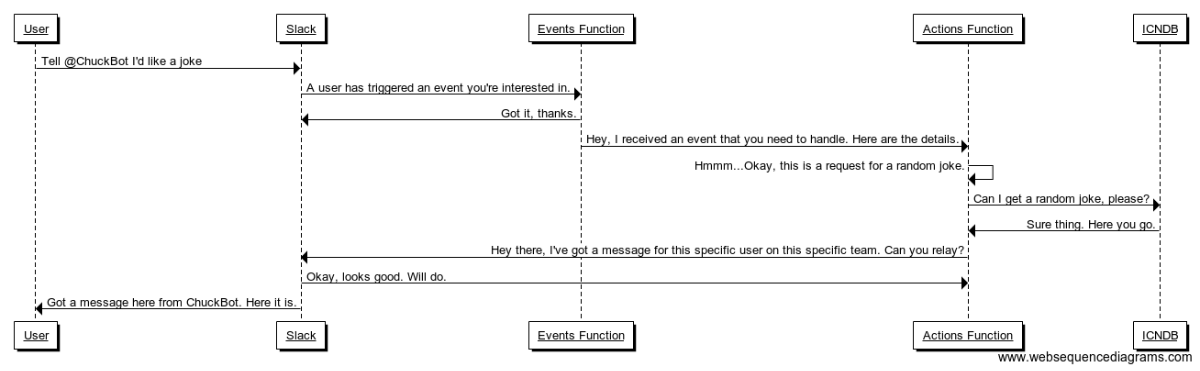 User Slack Events Function Actions Function ICNDB
Tell @ChuckBot I'd like a joke
A user has triggered an event you're interested in.
Got it, thanks.
Hey, I received an event that you need to handle. Here are the details.
Hmmm...Okay, this is a request for a random joke.
Can I get a random joke, please?
Sure thing. Here you go.
Hey there, I've got a message for this specific user on this specific team. Can you relay?
Okay, looks good. Will do.
Got a message here from ChuckBot. Here it is.
User Slack Events Function Actions Function ICNDB
www.websequencediagrams.com